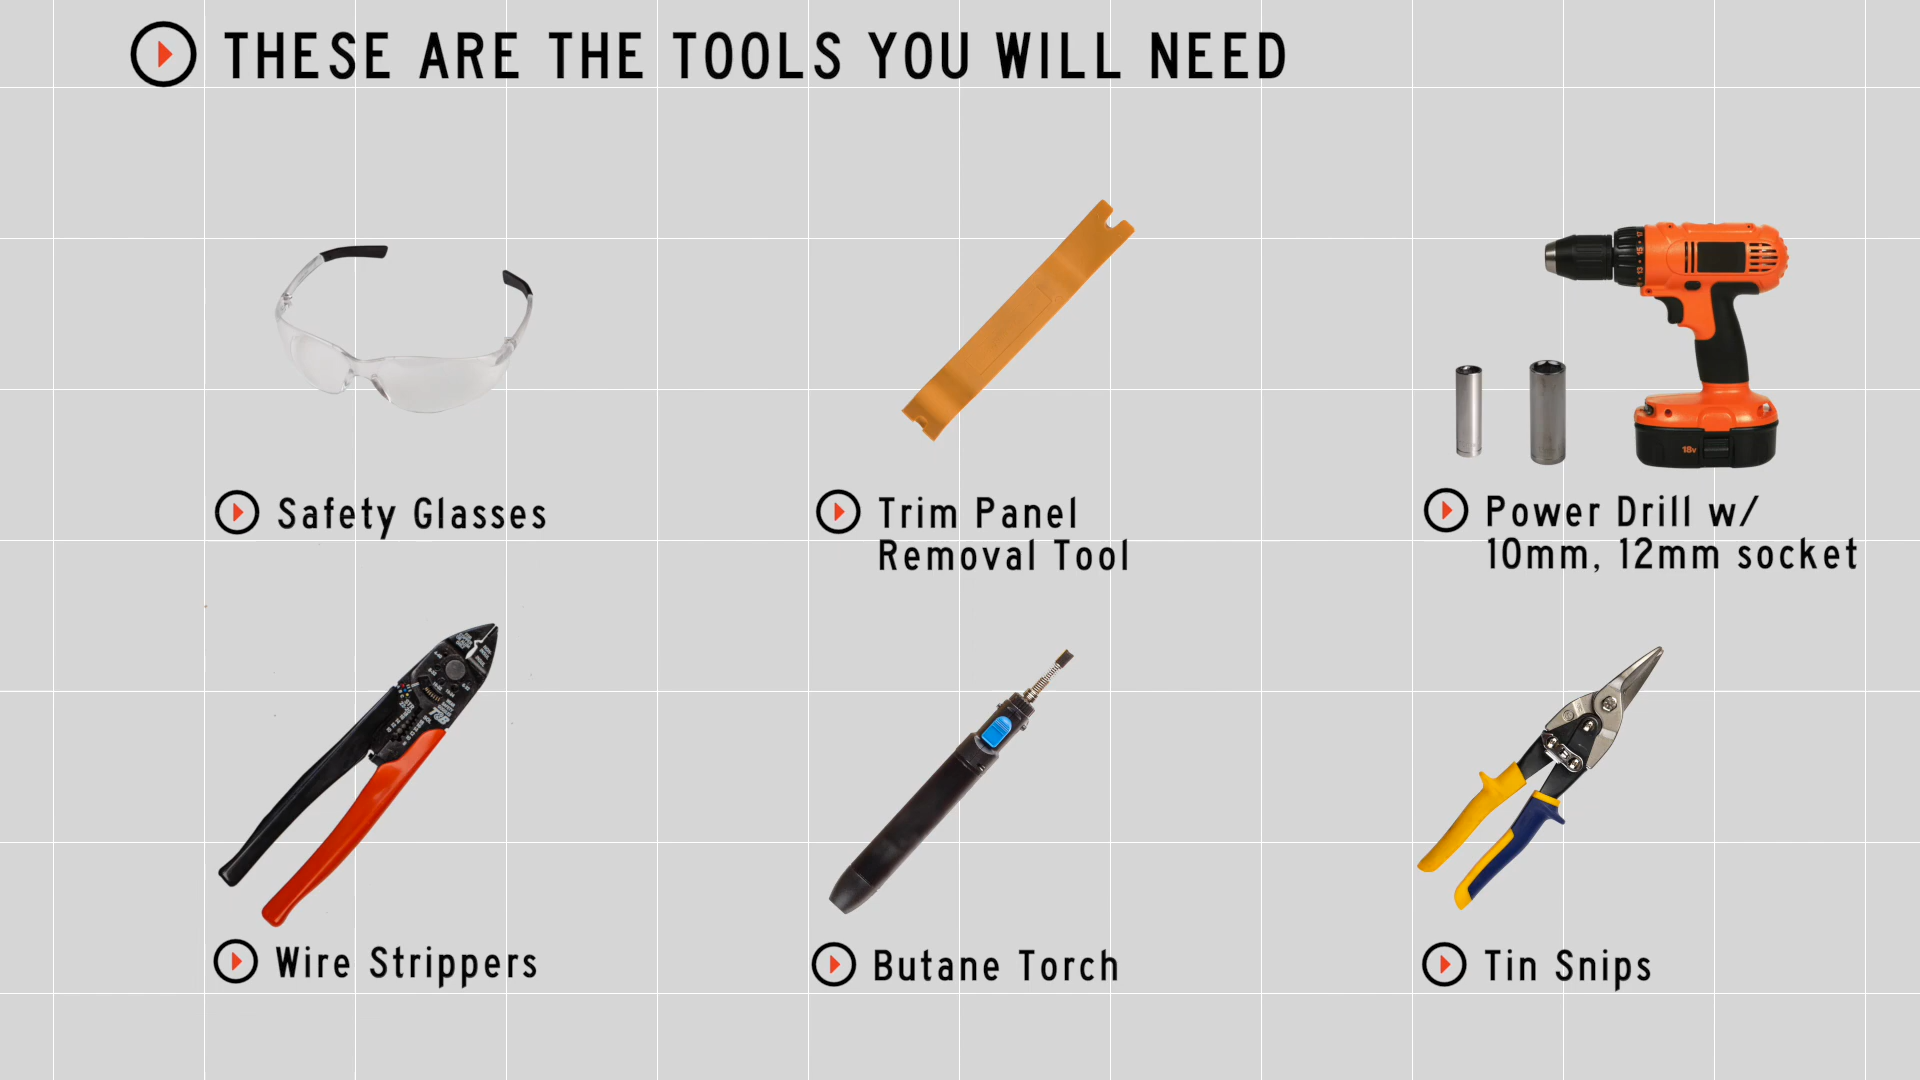 THESE ARE THE TOOLS YOU WILL NEED
Safety Glasses
Trim Panel
Removal Tool
18v
Power Drill w/
10mm, 12mm socket
Wire Strippers
Butane Torch
Tin Snips